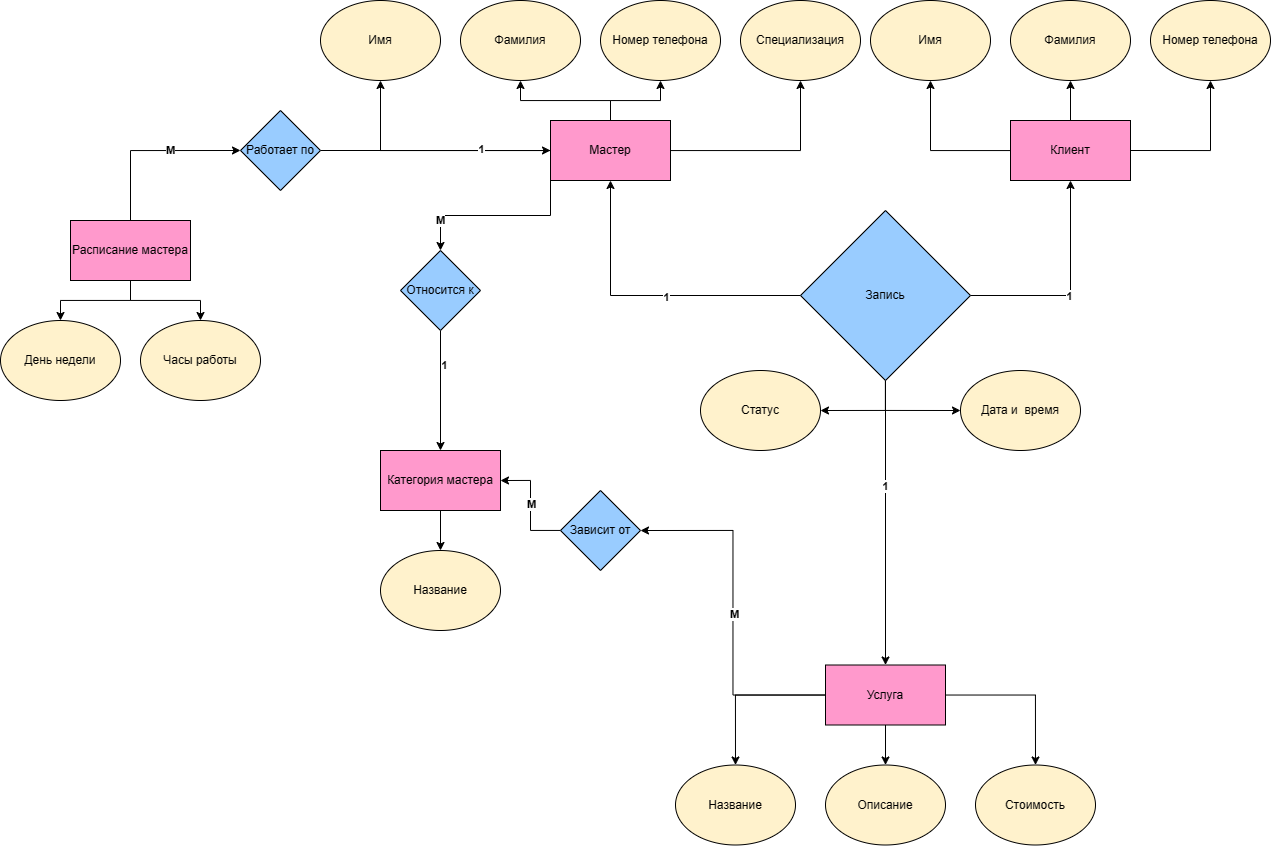 Имя
Фамилия
Номер телефона
Специализация
Имя
Фамилия
Номер телефона
М
Работает по
1
Мастер
Клиент
М
Расписание мастера
Относится к
1
Запись
1
День недели
Часы работы
1
Статус
Дата и время
Категория мастера
1
М
Зависит от
Название
М
Услуга
Название
Описание
Стоимость